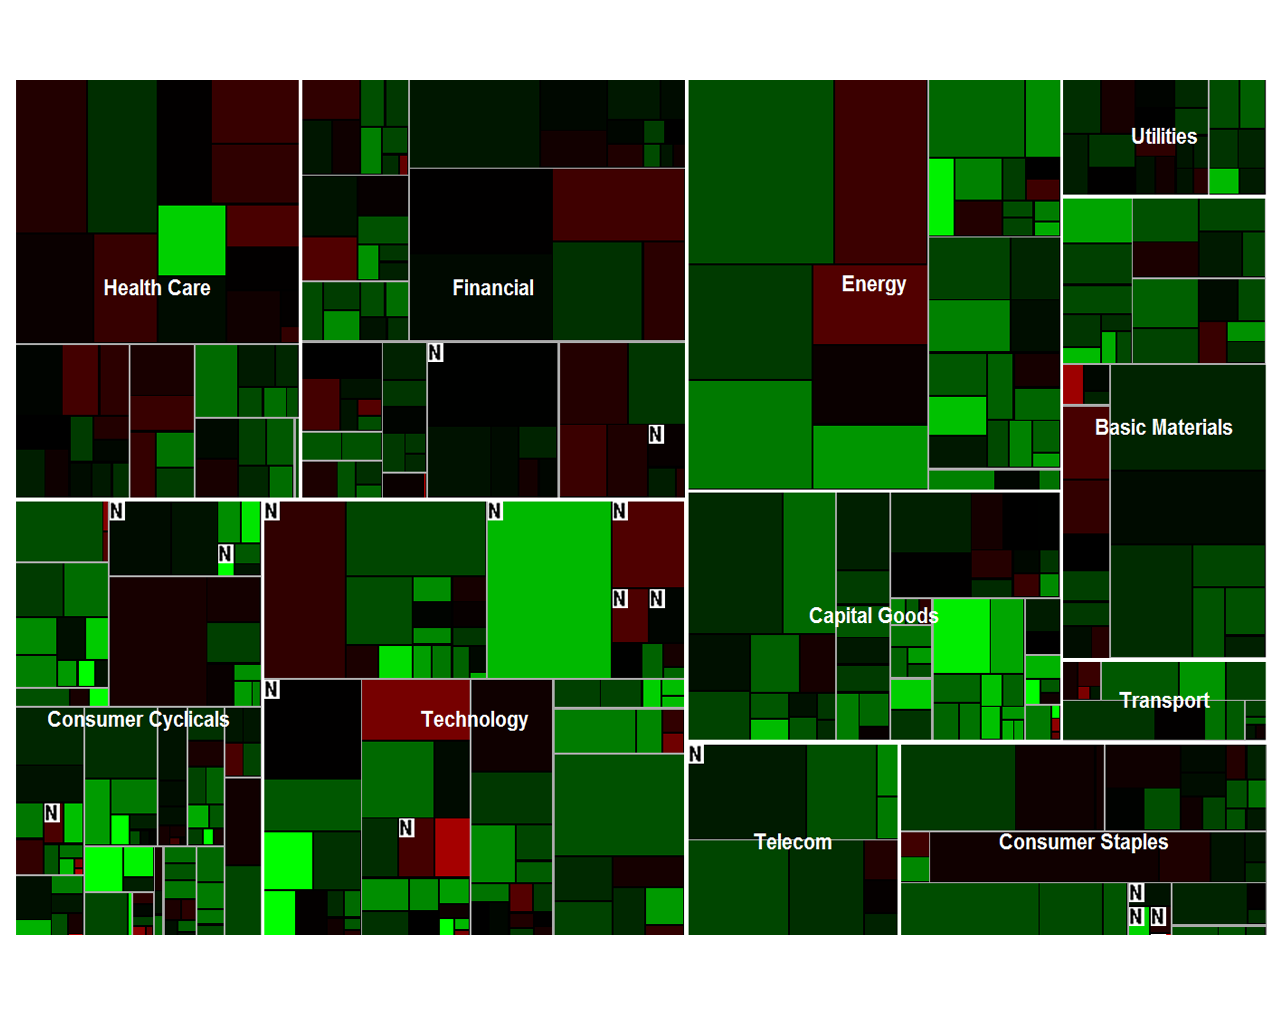 Utilities
Health Care
Financial
Energy
N
N
Basic Materials
N
N
N
N
N
N
N
Capital Goods
N
Consumer Cyclicals
Technology
Transport
N
N
N
Telecom
Consumer Staples
N
N
N